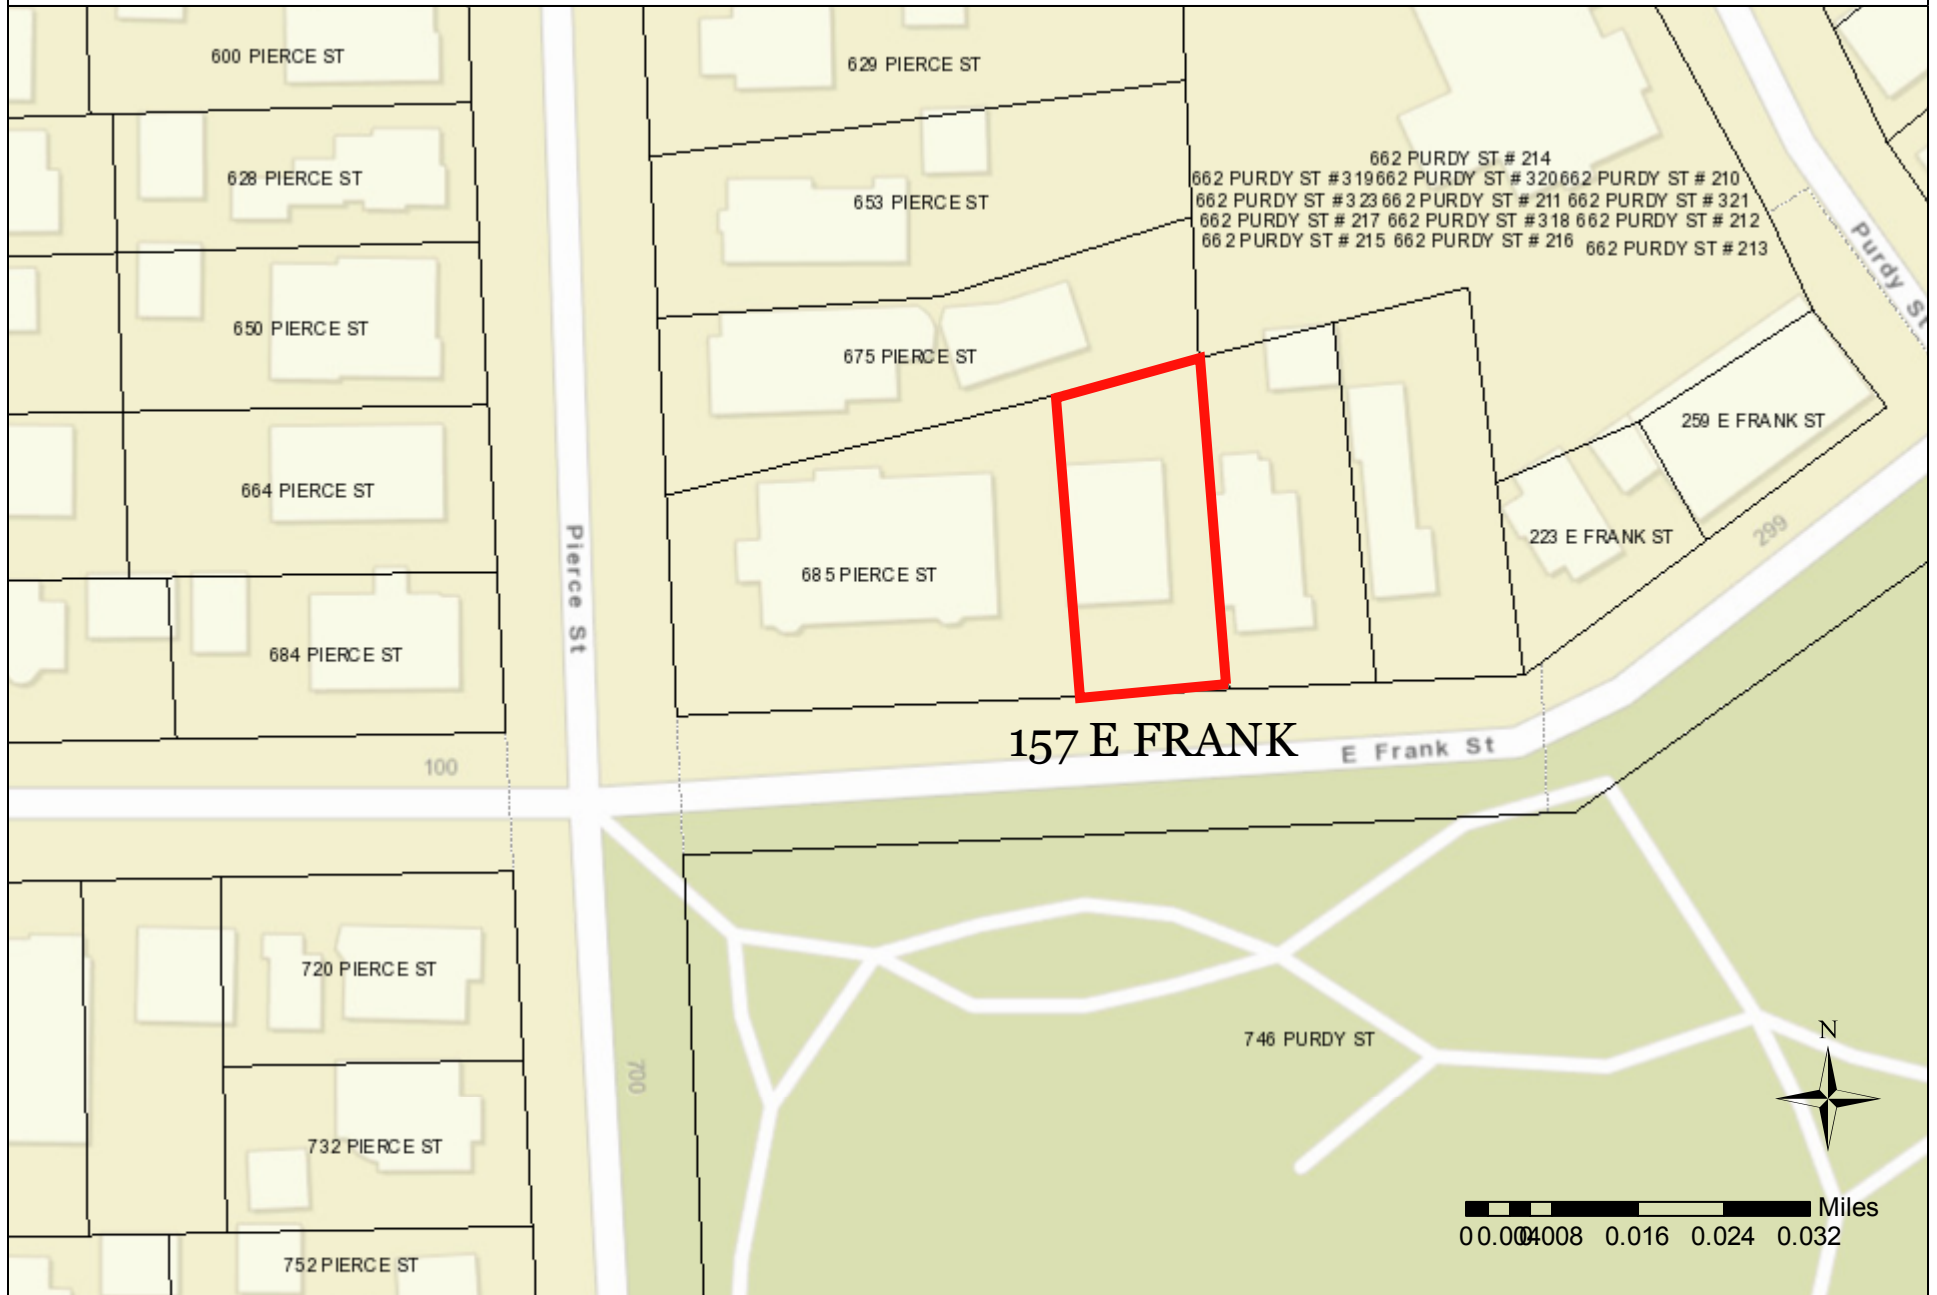 600 PIERCE ST
629 PIERCE ST
628 PIERCE ST
653 PIERCE ST
662 PURDY ST # 214
662 PURDY ST # 319 662 PURDY ST # 320 662 PURDY ST # 210
662 PURDY ST # 323 662 PURDY ST # 211 662 PURDY ST # 321
662 PURDY ST # 217 662 PURDY ST # 318 662 PURDY ST # 212
662 PURDY ST # 215 662 PURDY ST # 216 662 PURDY ST # 213
Purdy St
650 PIERCE ST
675 PIERCE ST
259 E FRANK ST
664 PIERCE ST
223 E FRANK ST
299
Pierce St
685 PIERCE ST
684 PIERCE ST
157 E FRANK
E Frank St
100
720 PIERCE ST
746 PURDY ST
N
700
732 PIERCE ST
Miles
0 0.004 0.008 0.016 0.024 0.032
752 PIERCE ST